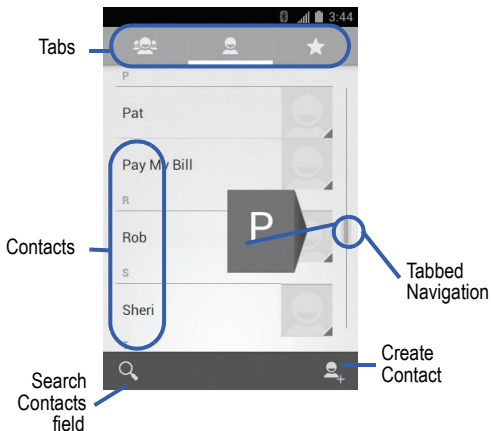 3:44
Tabs
P
Pat
Pay My Bill
R
P
Rob
Contacts
S
Tabbed
Navigation
Sheri
Create
Contact
Search
Contacts
field